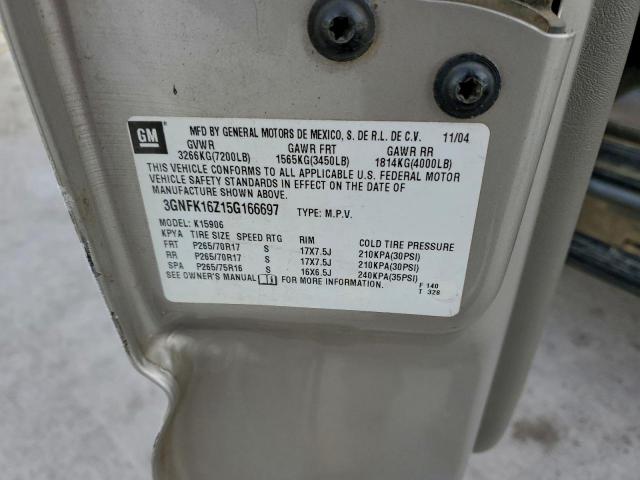 GM MFD BY GENERAL MOTORS DE MEXICO, S. DE R.L. DE C.V. 11/04
GVWR GAWR FRT GAWR RR
3266KG(7200LB) 1565KG(3450LB) 1814KG(4000LB)
THIS VEHICLE CONFORMS TO ALL APPLICABLE U.S. FEDERAL MOTOR
VEHICLE SAFETY STANDARDS IN EFFECT ON THE DATE OF
MANUFACTURE SHOWN ABOVE.
3GNFK16Z15G166697 TYPE: M.P.V.
MODEL: K15906
KPYA TIRE SIZE SPEED RTG RIM COLD TIRE PRESSURE
FRT P265/70R17 S 17X7.5J 210KPA(30PSI)
RR P265/70R17 S 17X7.5J 210KPA(30PSI)
SPA P265/75R16 S 16X6.5J 240KPA(35PSI)
SEE OWNER'S MANUAL FOR MORE INFORMATION.
F 140
T 328